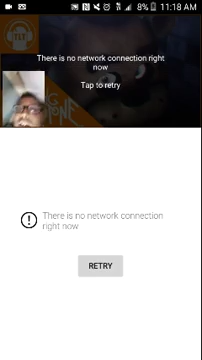 8% 11:18 AM
TLT
There is no network connection right
now
Tap to retry
There is no network connection
right now
RETRY